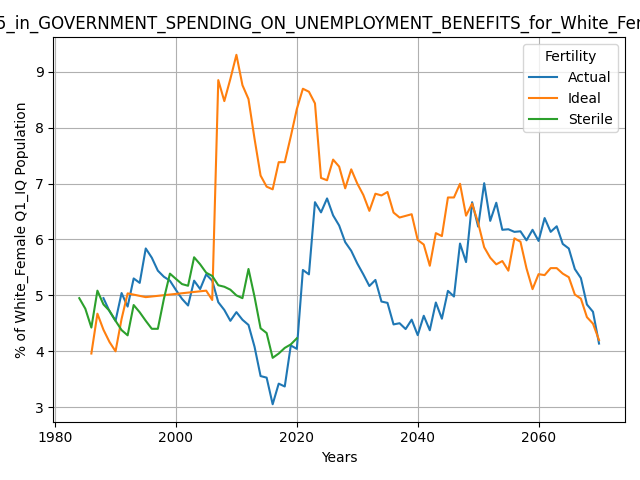 5_in_GOVERNMENT_SPENDING_ON_UNEMPLOYMENT_BENEFITS_for_White_Fem
Fertility
Actual
Ideal
Sterile
% of White_Female Q1_IQ Population
9
8
7
6
5
4
3
1980 2000 2020 2040 2060
Years